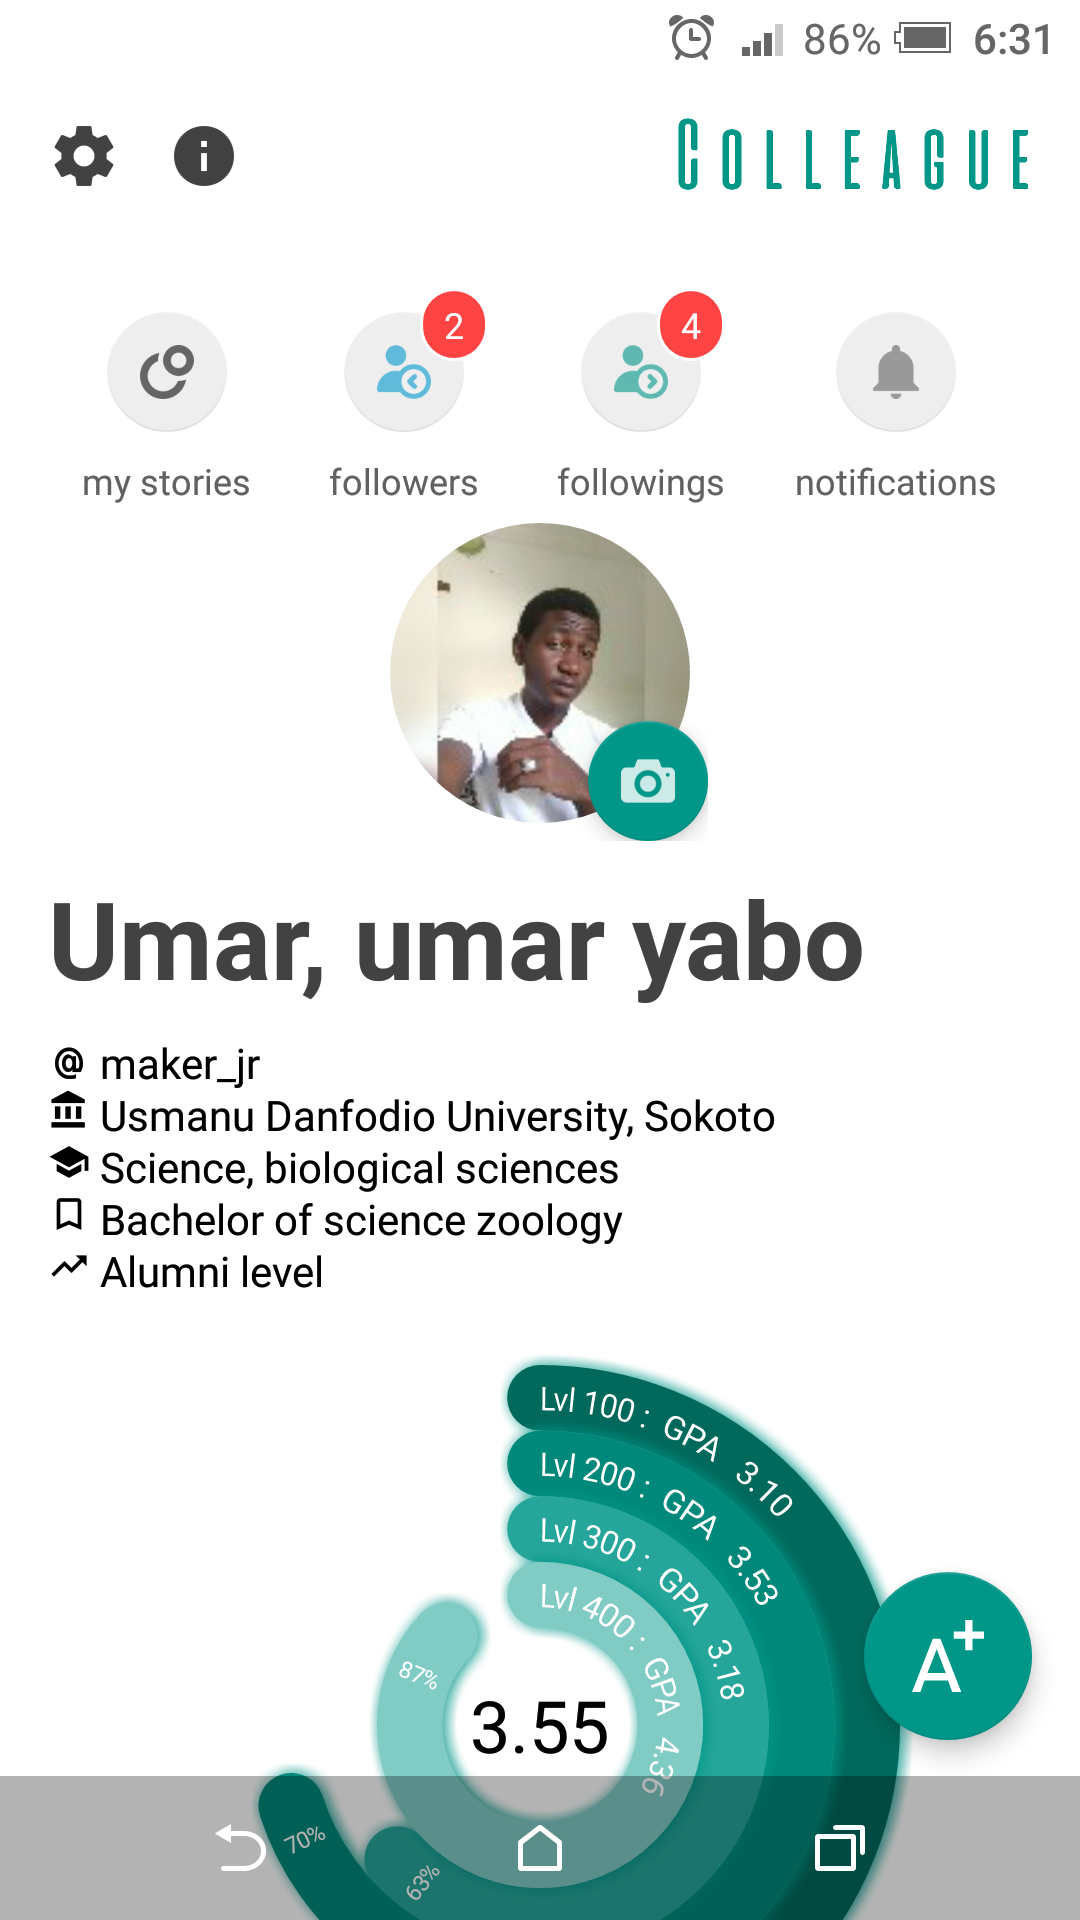 86% 6:31
COLLEAGUE
2 4
my stories followers followings notifications
Umar, umar yabo
@ maker_jr
Usmanu Danfodio University, Sokoto
Science, biological sciences
Bachelor of science zoology
Alumni level
Lvl 100 : GPA 3.10
Lvl 200 : GPA 3.53
Lvl 300 : GPA 3.18
Lvl 400 : GPA 4.36
A+
87%
3.55
70%
63%